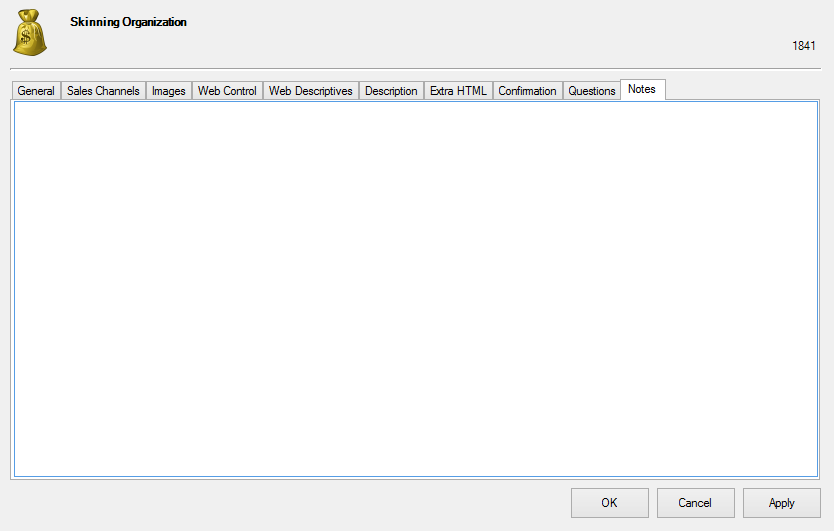 Skinning Organization
1841
General Sales Channels Images Web Control Web Descriptives Description Extra HTML Confirmation Questions Notes
OK Cancel Apply